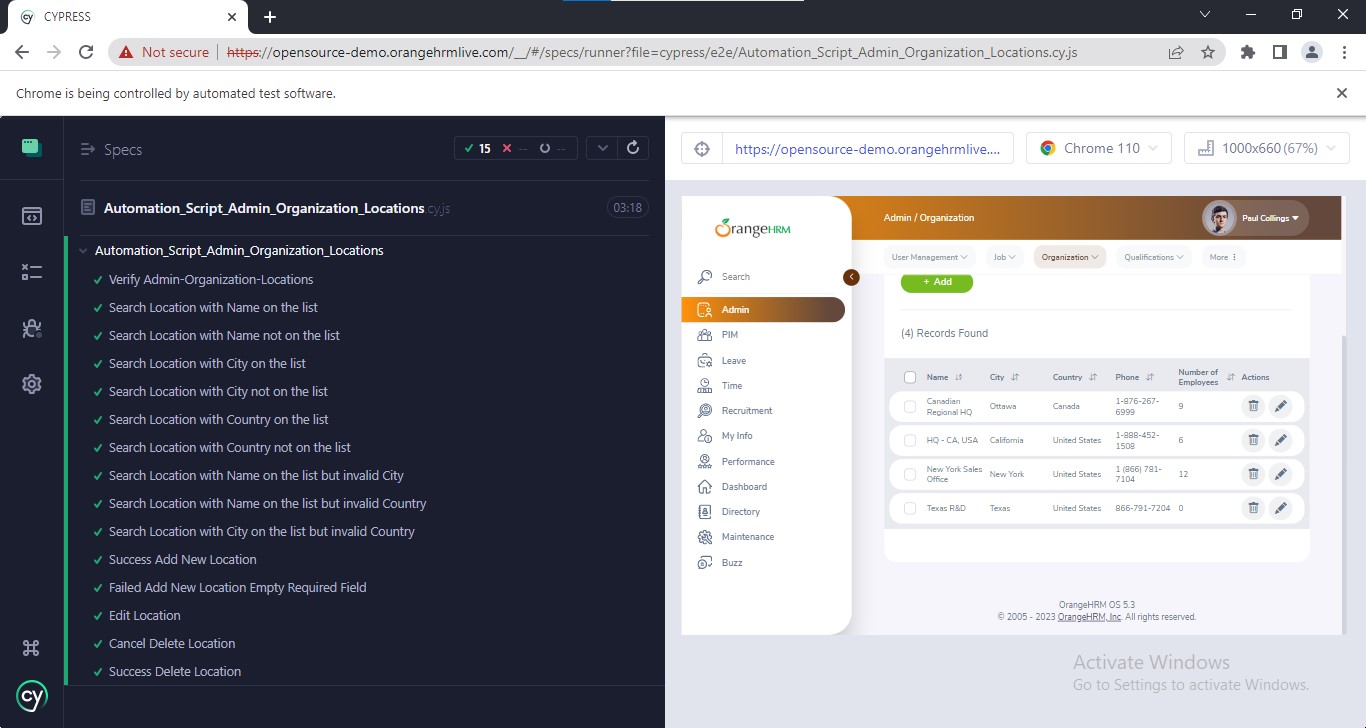 CYPRESS
Not secure https://opensource-demo.orangehrmlive.com/__/#/specs/runner?file=cypress/e2e/Automation_Script_Admin_Organization_Locations.cy.js
Chrome is being controlled by automated test software.
Specs
15 -- --
Automation_Script_Admin_Organization_Locations.cy.js 03:18
Automation_Script_Admin_Organization_Locations
Verify Admin-Organization-Locations
Search Location with Name on the list
Search Location with Name not on the list
Search Location with City on the list
Search Location with City not on the list
Search Location with Country on the list
Search Location with Country not on the list
Search Location with Name on the list but invalid City
Search Location with Name on the list but invalid Country
Search Location with City on the list but invalid Country
Success Add New Location
Failed Add New Location Empty Required Field
Edit Location
Cancel Delete Location
Success Delete Location
cy
https://opensource-demo.orangehrmlive.... Chrome 110 1000x660 (67%)
OrangeHRM
Search
Admin
PIM
Leave
Time
Recruitment
My Info
Performance
Dashboard
Directory
Maintenance
Buzz
Admin / Organization Paul Collings
User Management Job Organization Qualifications More
+ Add
(4) Records Found
Name City Country Phone Number of Employees Actions
Canadian Regional HQ Ottawa Canada 1-876-267-6999 9
HQ - CA, USA California United States 1-888-452-1508 6
New York Sales Office New York United States 1 (866) 781-7104 12
Texas R&D Texas United States 866-791-7204 0
OrangeHRM OS 5.3
© 2005 - 2023 OrangeHRM, Inc. All rights reserved.
Activate Windows
Go to Settings to activate Windows.